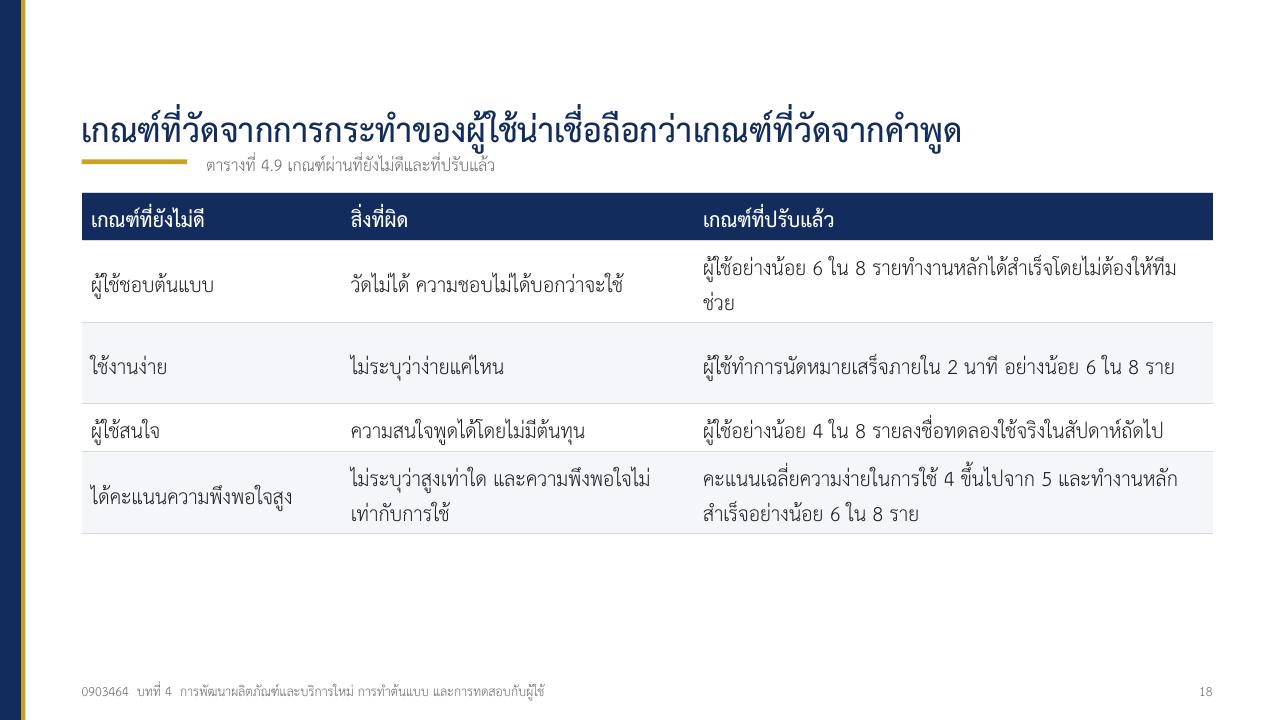 เกณฑ์ที่วัดจากการกระทำของผู้ใช้น่าเชื่อถือกว่าเกณฑ์ที่วัดจากคำพูด
ตารางที่ 4.9 เกณฑ์ผ่านที่ยังไม่ดีและที่ปรับแล้ว
เกณฑ์ที่ยังไม่ดี สิ่งที่ผิด เกณฑ์ที่ปรับแล้ว
ผู้ใช้ชอบต้นแบบ วัดไม่ได้ ความชอบไม่ได้บอกว่าจะใช้ ผู้ใช้อย่างน้อย 6 ใน 8 รายทำงานหลักได้สำเร็จโดยไม่ต้องให้ทีม
ช่วย
ใช้งานง่าย ไม่ระบุว่าง่ายแค่ไหน ผู้ใช้ทำการนัดหมายเสร็จภายใน 2 นาที อย่างน้อย 6 ใน 8 ราย
ผู้ใช้สนใจ ความสนใจพูดได้โดยไม่มีต้นทุน ผู้ใช้อย่างน้อย 4 ใน 8 รายลงชื่อทดลองใช้จริงในสัปดาห์ถัดไป
ได้คะแนนความพึงพอใจสูง ไม่ระบุว่าสูงเท่าใด และความพึงพอใจไม่ คะแนนเฉลี่ยความง่ายในการใช้ 4 ขึ้นไปจาก 5 และทำงานหลัก
เท่ากับการใช้ สำเร็จอย่างน้อย 6 ใน 8 ราย
0903464 บทที่ 4 การพัฒนาผลิตภัณฑ์และบริการใหม่ การทำต้นแบบ และการทดสอบกับผู้ใช้ 18